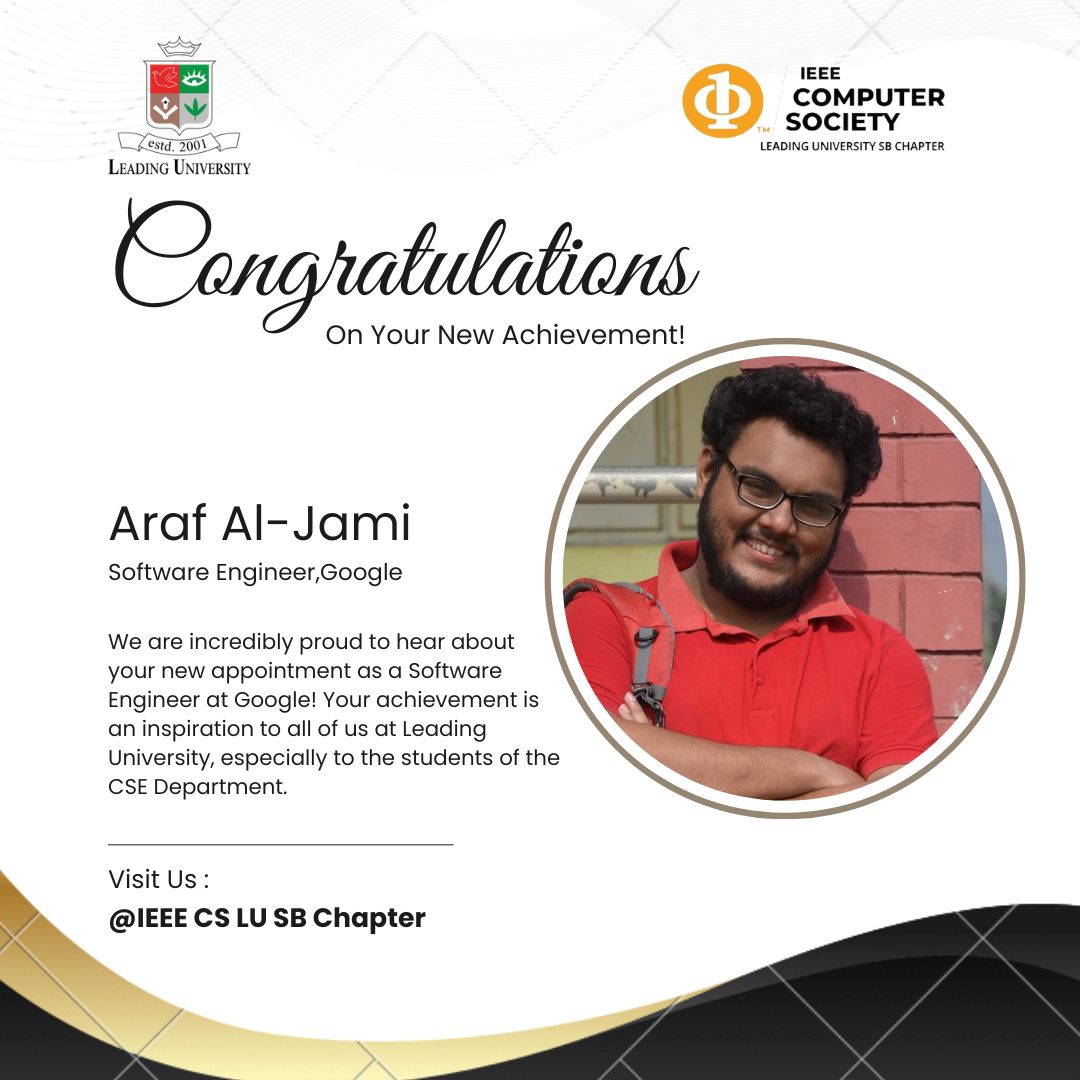 estd. 2001
LEADING UNIVERSITY
IEEE
COMPUTER
SOCIETY
TM
LEADING UNIVERSITY SB CHAPTER
Congratulations
On Your New Achievement!
Araf Al-Jami
Software Engineer,Google
We are incredibly proud to hear about
your new appointment as a Software
Engineer at Google! Your achievement is
an inspiration to all of us at Leading
University, especially to the students of the
CSE Department.
Visit Us :
@IEEE CS LU SB Chapter